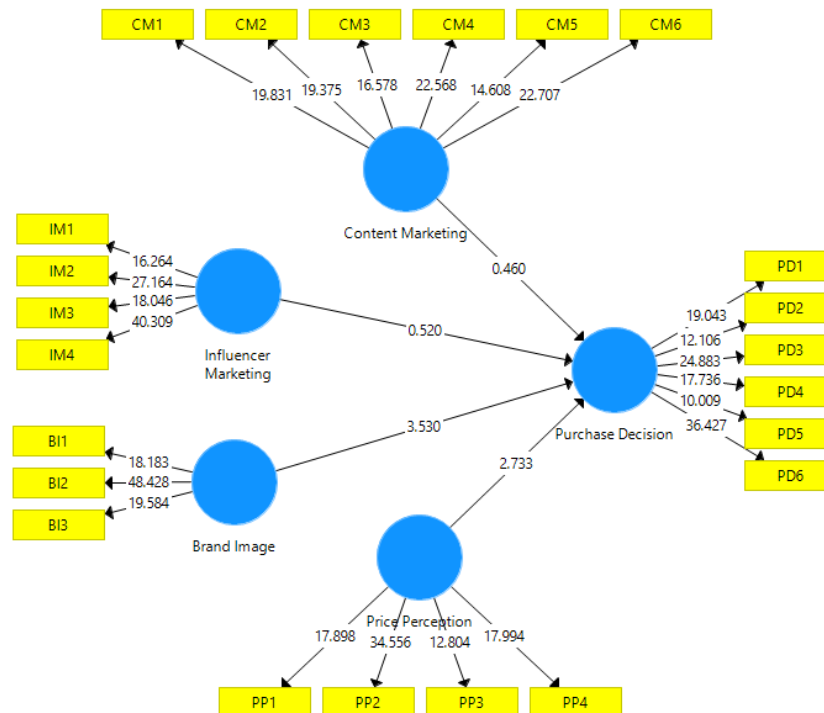 CM1 CM2 CM3 CM4 CM5 CM6
19.831 19.375 16.578 22.568 14.608 22.707
Content Marketing
IM1
IM2
IM3
IM4
16.264
27.164
18.046
40.309
Influencer
Marketing
0.460
0.520
BI1
BI2
BI3
18.183
48.428
19.584
Brand Image
3.530
2.733
Purchase Decision
19.043
12.106
24.883
17.736
10.009
36.427
PD1
PD2
PD3
PD4
PD5
PD6
Price Perception
17.898 34.556 12.804 17.994
PP1 PP2 PP3 PP4